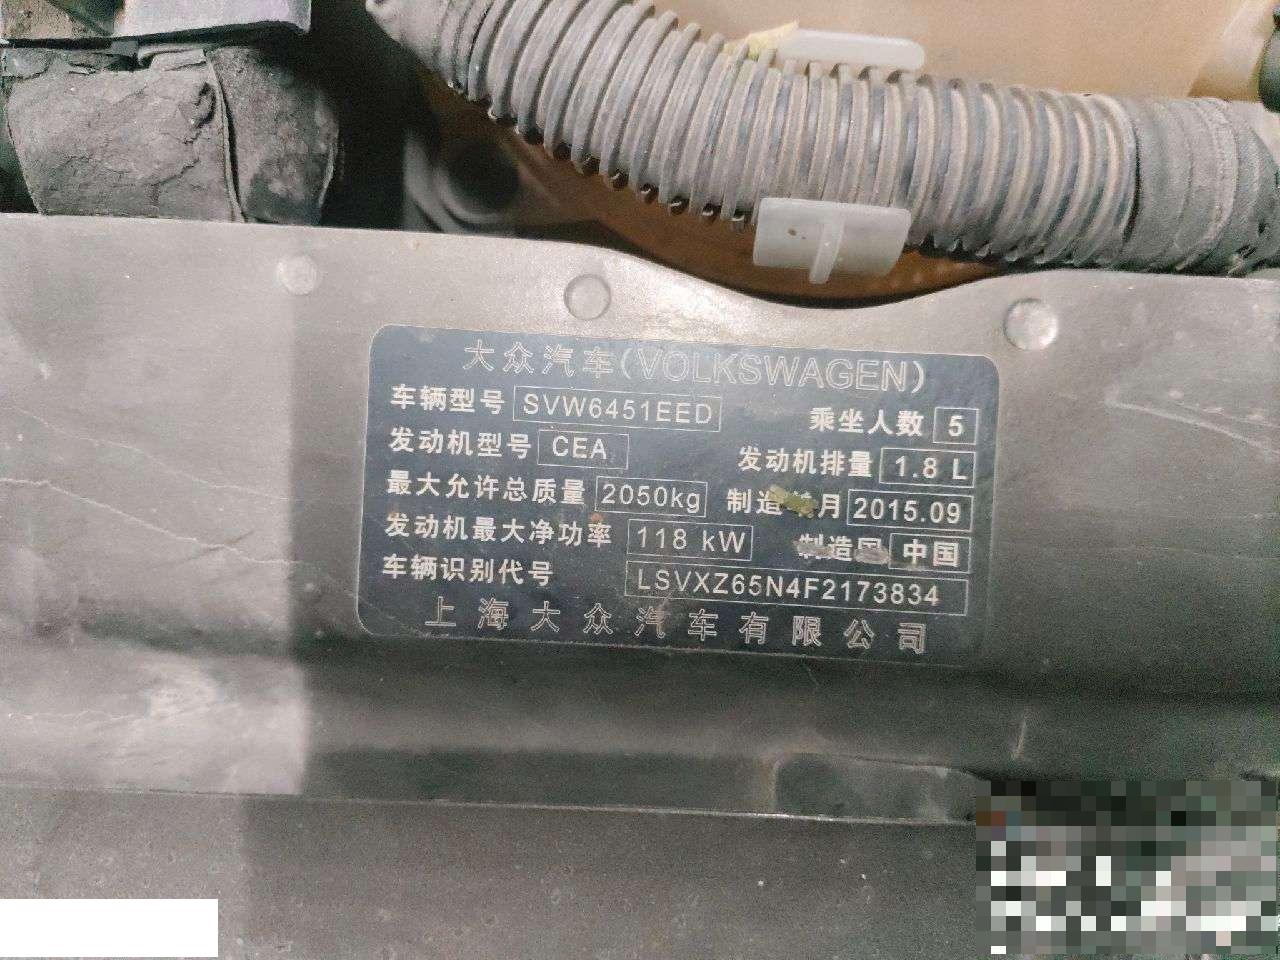 大众汽车(VOLKSWAGEN)
车辆型号 SVW6451EED 乘坐人数 5
发动机型号 CEA 发动机排量 1.8 L
最大允许总质量 2050kg 制造 月 2015.09
发动机最大净功率 118 kW 制造国 中国
车辆识别代号 LSVXZ65N4F2173834
上海大众汽车有限公司